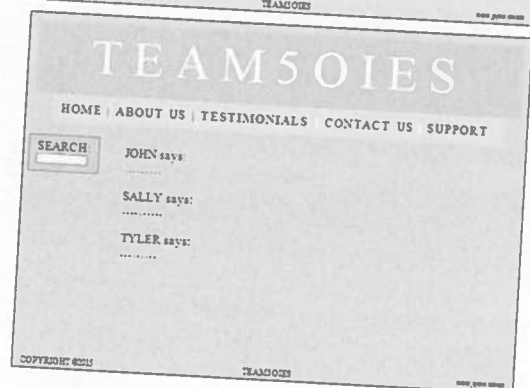 TEAM5OIES
TEAM5OIES
HOME | ABOUT US | TESTIMONIALS | CONTACT US | SUPPORT
SEARCH:
JOHN says:
.........
SALLY says:
...........
TYLER says:
..........
COPYRIGHT ©2015
TEAM5OIES